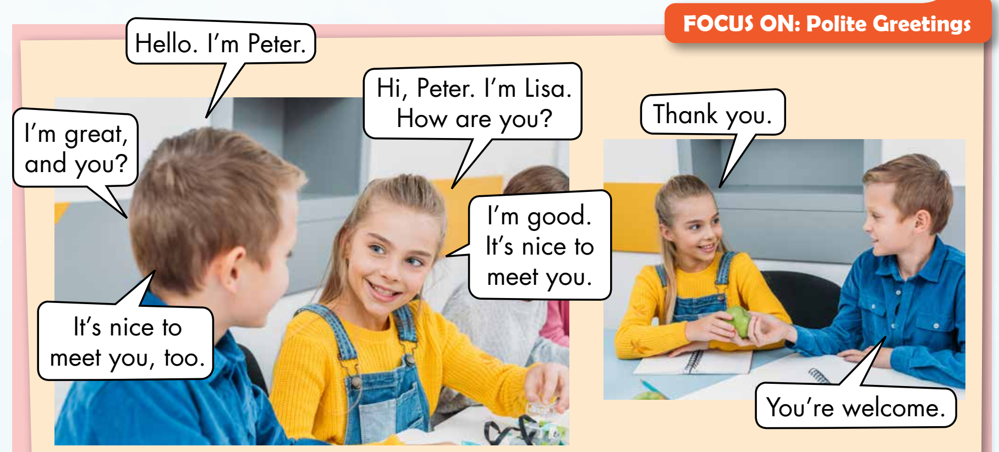 FOCUS ON: Polite Greetings
Hello. I'm Peter.
Hi, Peter. I'm Lisa.
How are you?
I'm great,
and you?
I'm good.
It's nice to
meet you.
It's nice to
meet you, too.
Thank you.
You're welcome.